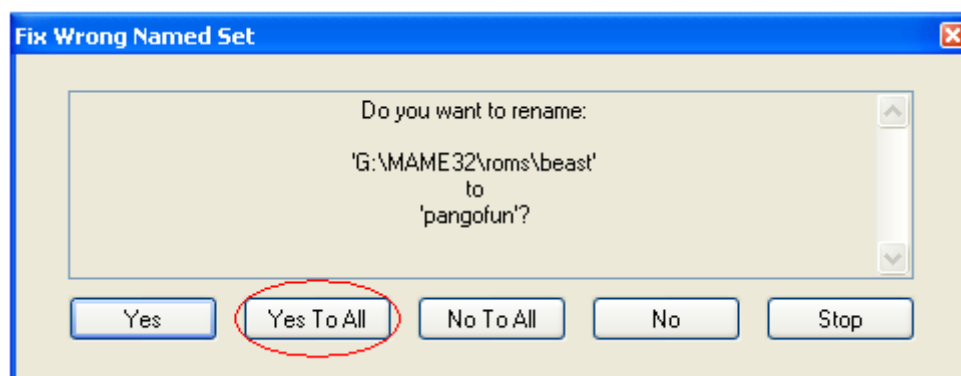 Fix Wrong Named Set
Do you want to rename:
'G:\MAME32\roms\beast'
to
'pangofun'?
Yes
Yes To All
No To All
No
Stop